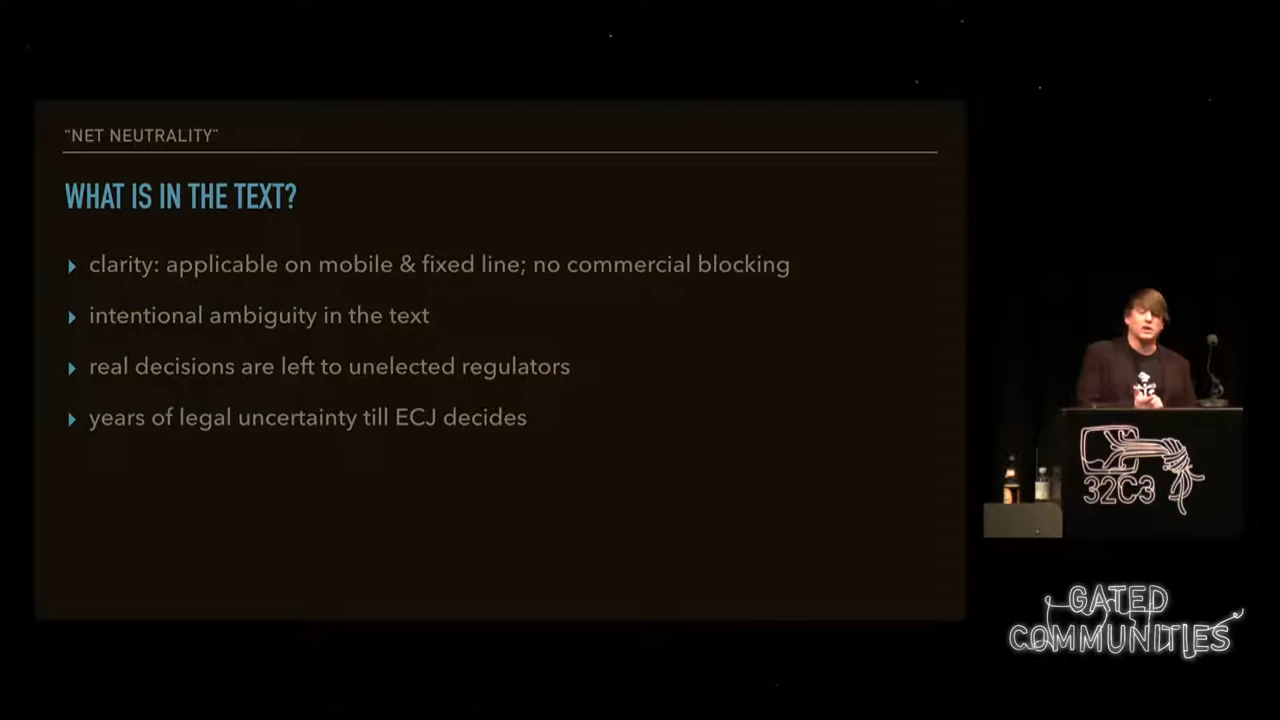 "NET NEUTRALITY"
WHAT IS IN THE TEXT?
clarity: applicable on mobile & fixed line; no commercial blocking
intentional ambiguity in the text
real decisions are left to unelected regulators
years of legal uncertainty till ECJ decides
32C3
GATED
COMMUNITIES